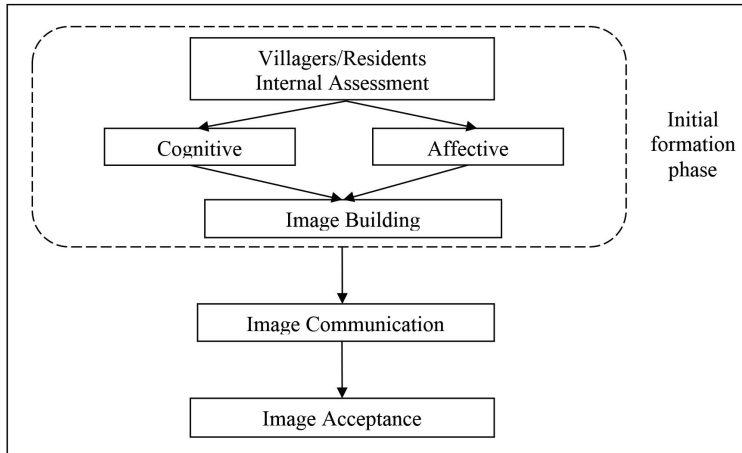 Villagers/Residents
Internal Assessment
Cognitive
Affective
Initial
formation
phase
Image Building
Image Communication
Image Acceptance